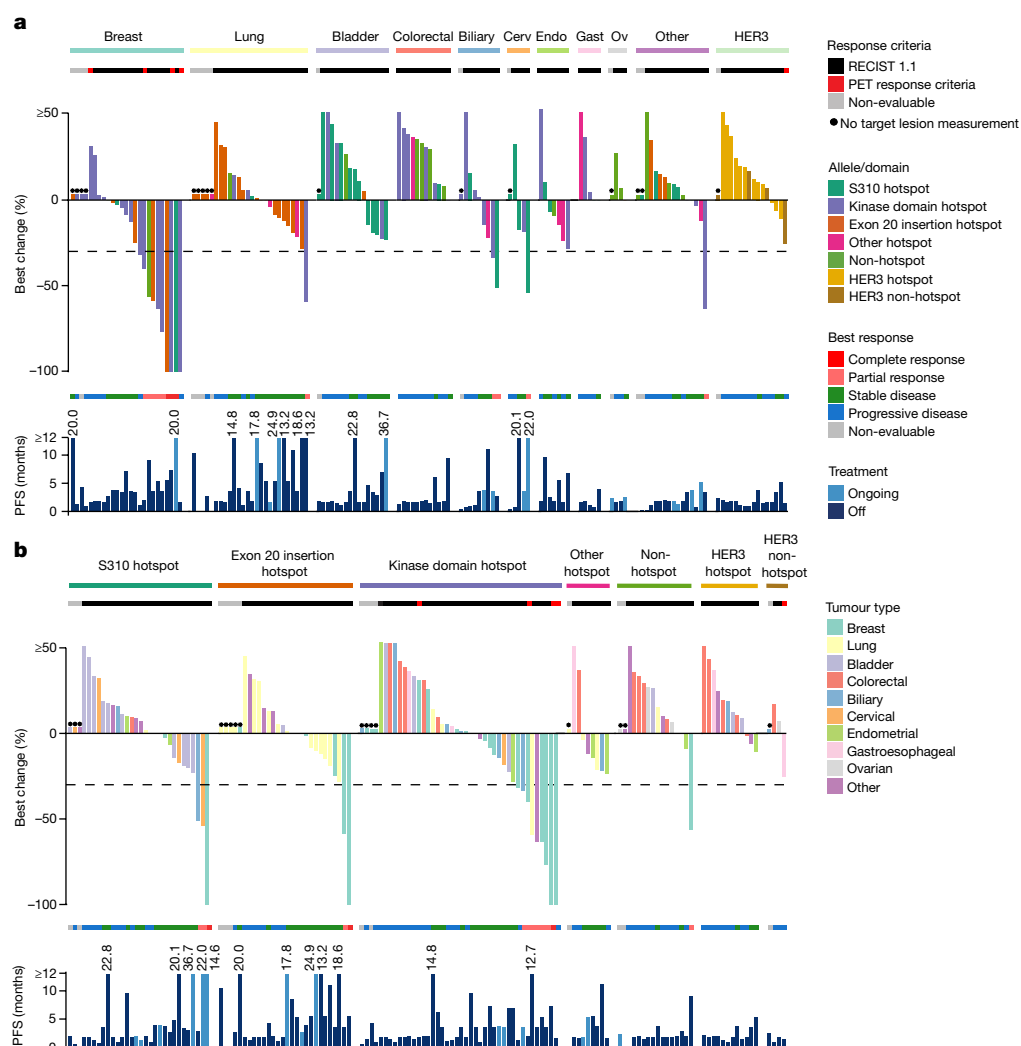 a
Breast Lung Bladder Colorectal Biliary Cerv Endo Gast Ov Other HER3
Response criteria
RECIST 1.1
PET response criteria
Non-evaluable
No target lesion measurement
Allele/domain
S310 hotspot
Kinase domain hotspot
Exon 20 insertion hotspot
Other hotspot
Non-hotspot
HER3 hotspot
HER3 non-hotspot
Best response
Complete response
Partial response
Stable disease
Progressive disease
Non-evaluable
Treatment
Ongoing
Off
Best change (%)
≥50
0
−50
−100
20.0 20.0 14.8 17.8 24.9 13.2 18.6 13.2 22.8 36.7 20.1 22.0
PFS (months)
≥12
10
5
0
b
S310 hotspot
Exon 20 insertion
hotspot
Kinase domain hotspot
Other
hotspot
Non-
hotspot
HER3
hotspot
HER3
non-
hotspot
Tumour type
Breast
Lung
Bladder
Colorectal
Biliary
Cervical
Endometrial
Gastroesophageal
Ovarian
Other
Best change (%)
≥50
0
−50
−100
22.8 20.1 36.7 22.0 14.6 20.0 17.8 24.9 13.2 18.6 14.8 12.7
PFS (months)
≥12
10
5
0